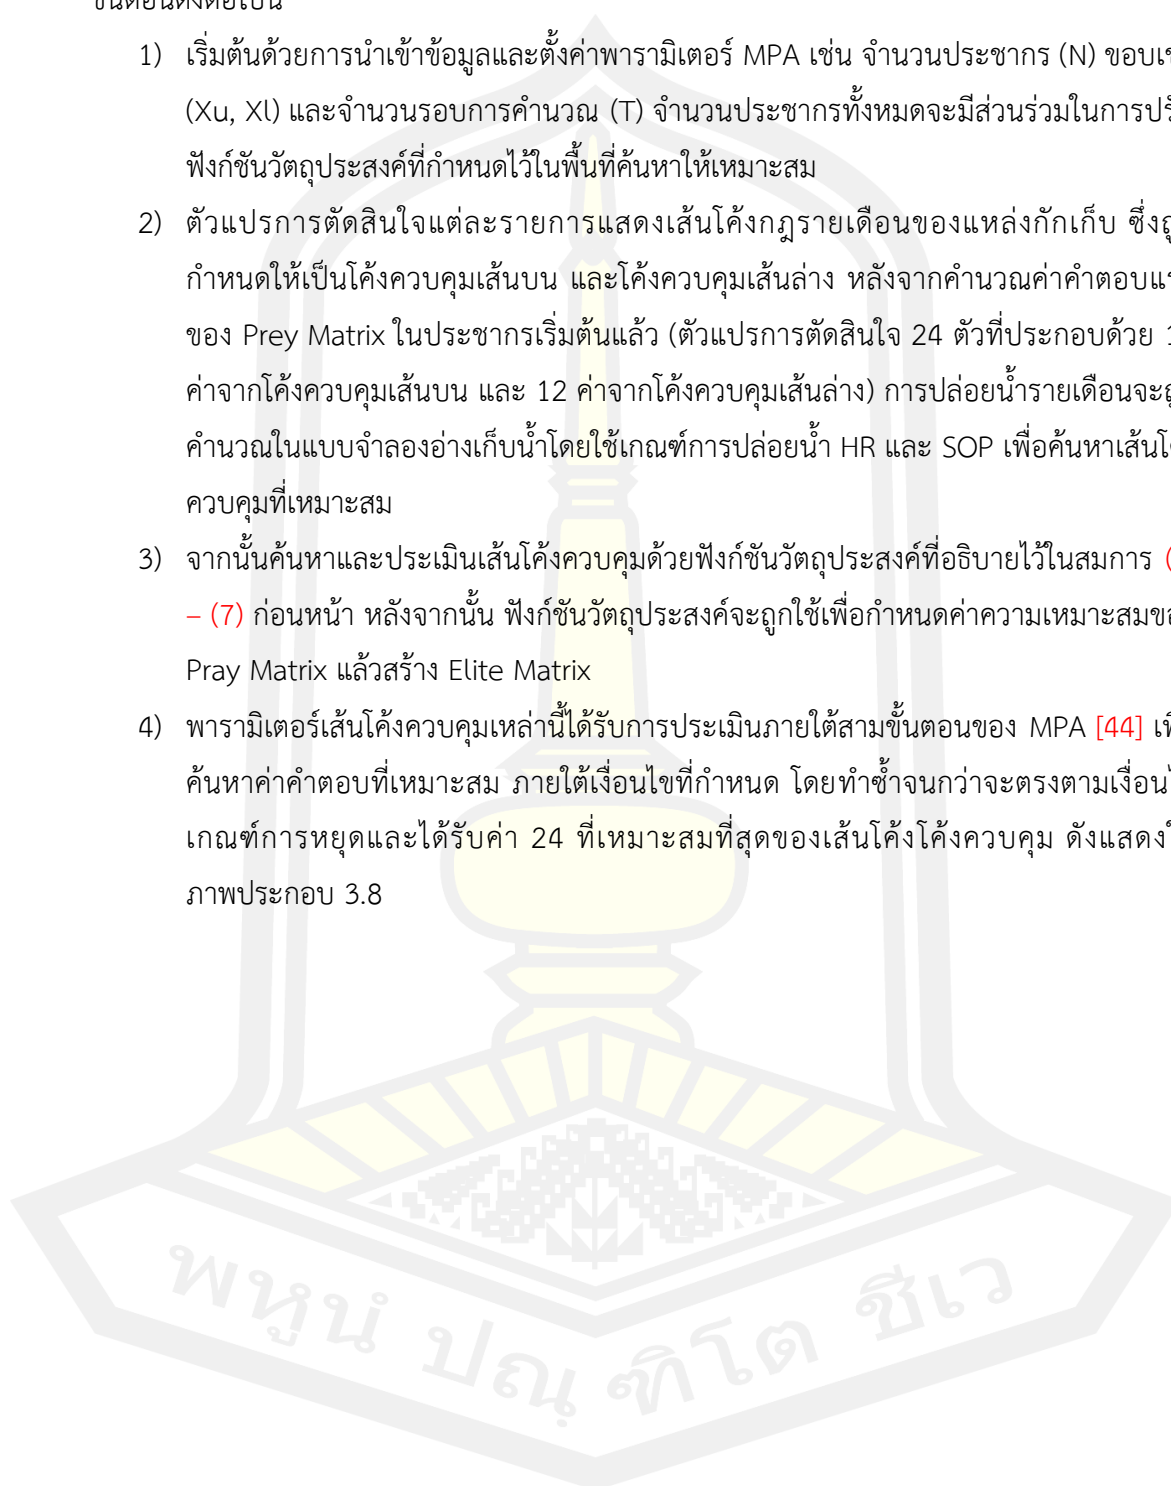 ขั้นตอนดังต่อไปนี้
1) เริ่มต้นด้วยการนำเข้าข้อมูลและตั้งค่าพารามิเตอร์ MPA เช่น จำนวนประชากร (N)
(Xu, Xl) และจำนวนรอบการคำนวณ (T) จำนวนประชากรทั้งหมดจะมีส่วนร่วมในการ
ฟังก์ชันวัตถุประสงค์ที่กำหนดไว้ในพื้นที่ค้นหาให้เหมาะสม
2) ตัวแปรการตัดสินใจแต่ละรายการแสดงเส้นโค้งกฎรายเดือนของแหล่งกักเก็บ
กำหนดให้เป็นโค้งควบคุมเส้นบน และโค้งควบคุมเส้นล่าง หลังจากคำนวณค่าคำตอบ
ของ Prey Matrix ในประชากรเริ่มต้นแล้ว (ตัวแปรการตัดสินใจ 24 ตัวที่ประกอบด้วย
ค่าจากโค้งควบคุมเส้นบน และ 12 ค่าจากโค้งควบคุมเส้นล่าง) การปล่อยน้ำรายเดือนจะ
คำนวณในแบบจำลองอ่างเก็บน้ำโดยใช้เกณฑ์การปล่อยน้ำ HR และ SOP เพื่อค้นหา
ควบคุมที่เหมาะสม
3) จากนั้นค้นหาและประเมินเส้นโค้งควบคุมด้วยฟังก์ชันวัตถุประสงค์ที่อธิบายไว้ในสมการ
– (7) ก่อนหน้า หลังจากนั้น ฟังก์ชันวัตถุประสงค์จะถูกใช้เพื่อกำหนดค่าความเหมาะสม
Pray Matrix แล้วสร้าง Elite Matrix
4) พารามิเตอร์เส้นโค้งควบคุมเหล่านี้ได้รับการประเมินภายใต้สามขั้นตอนของ MPA [44]
ค้นหาค่าคำตอบที่เหมาะสม ภายใต้เงื่อนไขที่กำหนด โดยทำซ้ำจนกว่าจะตรงตาม
เกณฑ์การหยุดและได้รับค่า 24 ที่เหมาะสมที่สุดของเส้นโค้งโค้งควบคุม ดังแสดง
ภาพประกอบ 3.8
พหูนํ ปณฺฑิโต ชีเว